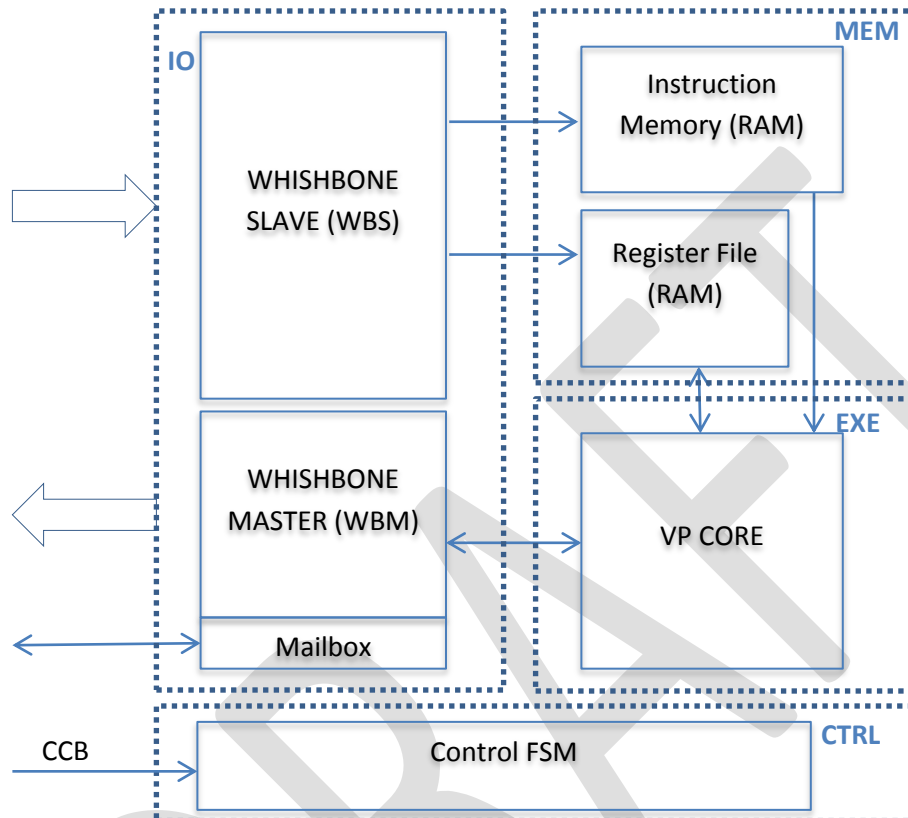 IO
WHISHBONE
SLAVE (WBS)
MEM
Instruction
Memory (RAM)
Register File
(RAM)
WHISHBONE
MASTER (WBM)
Mailbox
EXE
VP CORE
CCB
Control FSM
CTRL
DRAFT